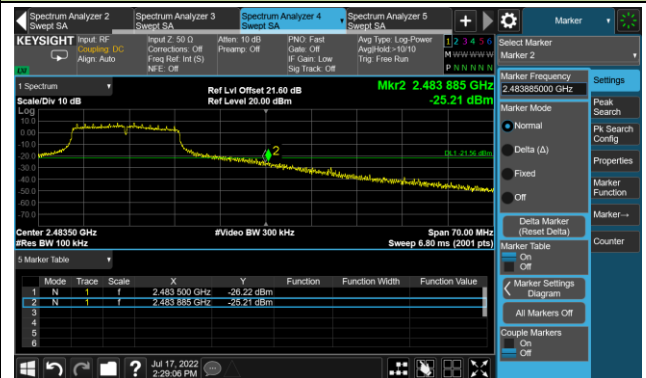 Spectrum Analyzer 2
Swept SA
Spectrum Analyzer 3
Swept SA
Spectrum Analyzer 4
Swept SA
Spectrum Analyzer 5
Swept SA
Marker
KEYSIGHT
Input: RF
Coupling: DC
Align: Auto
Input Z: 50 Ω
Corrections: Off
Freq Ref: Int (S)
NFE: Off
Atten: 10 dB
Preamp: Off
PNO: Fast
Gate: Off
IF Gain: Low
Sig Track: Off
Avg Type: Log-Power
Avg|Hold:>10/10
Trig: Free Run
1 2 3 4 5 6
M W W W W W
P N N N N N
LVI
Select Marker
Marker 2
1 Spectrum
Scale/Div 10 dB
Log
Ref Lvl Offset 21.60 dB
Ref Level 20.00 dBm
Mkr2 2.483 885 GHz
-25.21 dBm
10.0
0.00
-10.0
-20.0
-30.0
-40.0
-50.0
-60.0
-70.0
2
DL1 -21.56 dBm
Center 2.48350 GHz
#Res BW 100 kHz
#Video BW 300 kHz
Span 70.00 MHz
Sweep 6.80 ms (2001 pts)
5 Marker Table
Mode Trace Scale X Y Function Function Width Function Value
1 N 1 f 2.483 500 GHz -26.22 dBm
2 N 1 f 2.483 885 GHz -25.21 dBm
3
4
5
6
Marker Frequency
2.483885000 GHz
Marker Mode
Normal
Delta (Δ)
Fixed
Off
Delta Marker
(Reset Delta)
Marker Table
On
Off
Marker Settings
Diagram
All Markers Off
Couple Markers
On
Off
Settings
Peak
Search
Pk Search
Config
Properties
Marker
Function
Marker→
Counter
?
Jul 17, 2022
2:29:06 PM